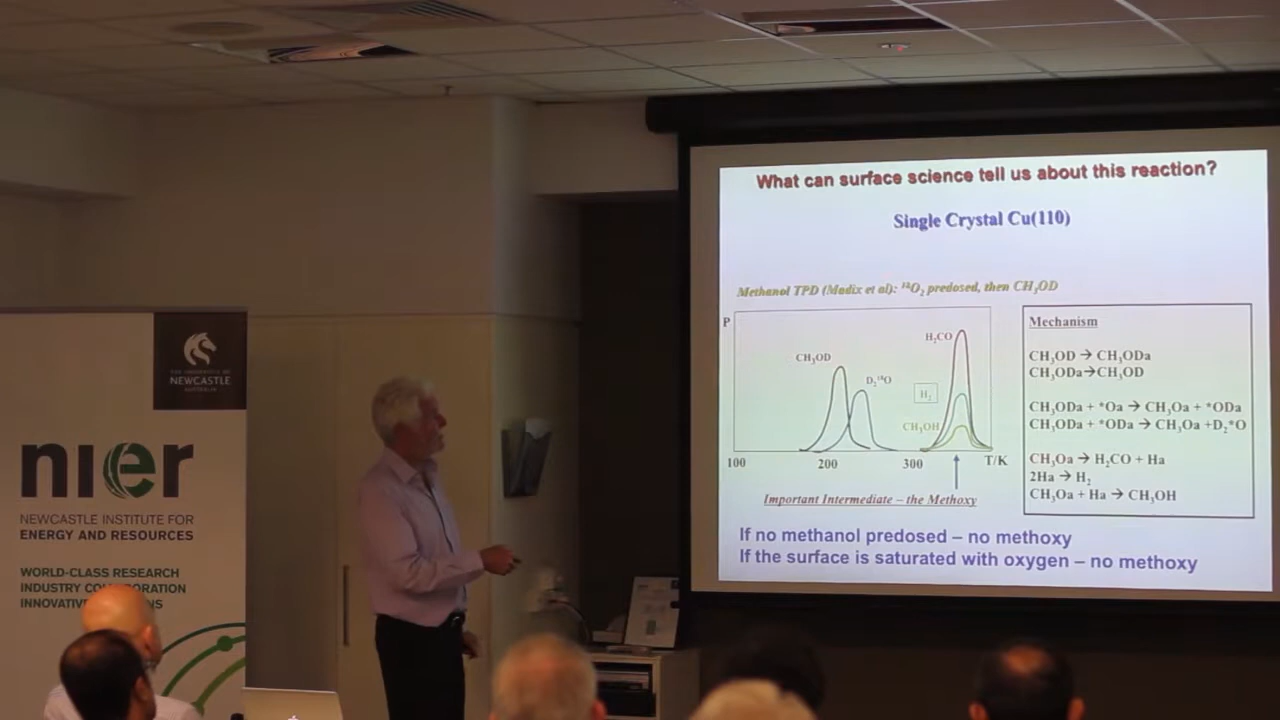 What can surface science tell us about this reaction?
Single Crystal Cu(110)
Methanol TPD (Madix et al): ¹⁸O₂ predosed, then CH₃OD
P
H₂CO
CH₃OD
D₂¹⁸O
H₂
CH₃OH
100
200
300
T/K
Important Intermediate – the Methoxy
Mechanism
CH₃OD → CH₃ODa
CH₃ODa→CH₃OD
CH₃ODa + *Oa → CH₃Oa + *ODa
CH₃ODa + *ODa → CH₃Oa +D₂*O
CH₃Oa → H₂CO + Ha
2Ha → H₂
CH₃Oa + Ha → CH₃OH
If no methanol predosed – no methoxy
If the surface is saturated with oxygen – no methoxy
THE UNIVERSITY OF
NEWCASTLE
AUSTRALIA
nier
NEWCASTLE INSTITUTE FOR
ENERGY AND RESOURCES
WORLD-CLASS RESEARCH
INDUSTRY